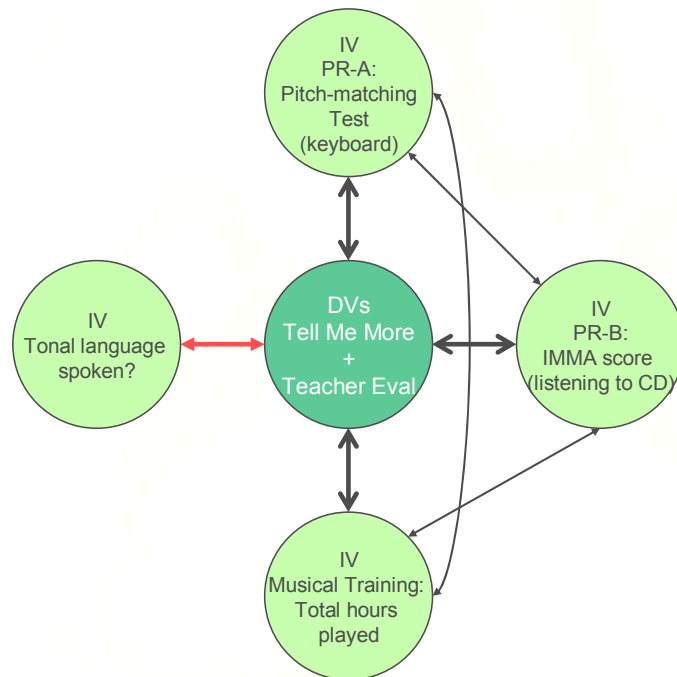 IV
PR-A:
Pitch-matching
Test
(keyboard)
IV
Tonal language
spoken?
DVs
Tell Me More
+
Teacher Eval
IV
PR-B:
IMMA score
(listening to CD)
IV
Musical Training:
Total hours
played